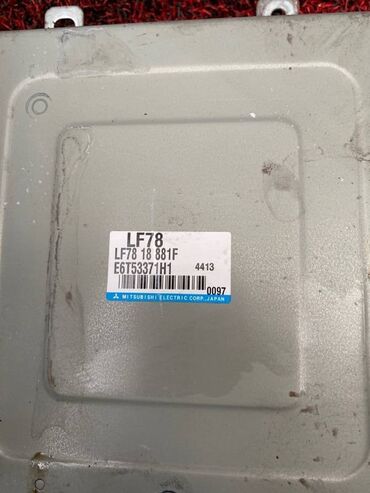 LF78
LF78 18 881F
E6T53371H1 4413
0097
MITSUBISHI ELECTRIC CORP., JAPAN